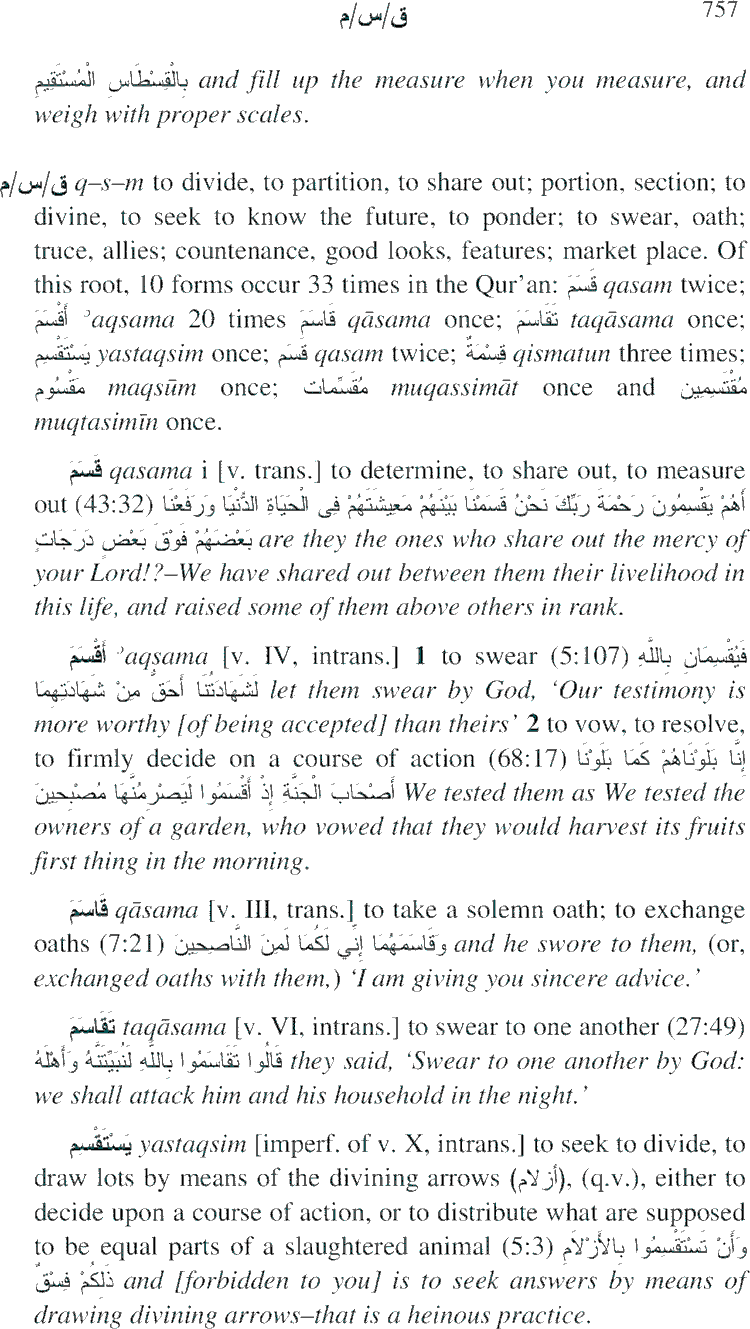 ق/س/م 757
بِالْقِسْطَاسِ الْمُسْتَقِيمِ and fill up the measure when you measure, and
weigh with proper scales.
ق/س/م q–s–m to divide, to partition, to share out; portion, section; to
divine, to seek to know the future, to ponder; to swear, oath;
truce, allies; countenance, good looks, features; market place. Of
this root, 10 forms occur 33 times in the Qur’an: قَسَمَ qasam twice;
أَقْسَمَ ʾaqsama 20 times قَاسَمَ qāsama once; تَقَاسَمَ taqāsama once;
يَسْتَقْسِم yastaqsim once; قَسَم qasam twice; قِسْمَةٌ qismatun three times;
مَقْسُوم maqsūm once; مُقَسِّمات muqassimāt once and مُقْتَسِمِين
muqtasimīn once.
قَسَمَ qasama i [v. trans.] to determine, to share out, to measure
out (43:32) أَهُمْ يَقْسِمُونَ رَحْمَةَ رَبِّكَ نَحْنُ قَسَمْنَا بَيْنَهُمْ مَعِيشَتَهُمْ فِى الْحَيَاةِ الدُّنْيَا وَرَفَعْنَا
بَعْضَهُمْ فَوْقَ بَعْضٍ دَرَجَاتٍ are they the ones who share out the mercy of
your Lord!?–We have shared out between them their livelihood in
this life, and raised some of them above others in rank.
أَقْسَمَ ʾaqsama [v. IV, intrans.] 1 to swear (5:107) فَيُقْسِمَانِ بِاللَّهِ
لَشَهَادَتُنَا أَحَقُّ مِنْ شَهَادَتِهِمَا let them swear by God, ‘Our testimony is
more worthy [of being accepted] than theirs’ 2 to vow, to resolve,
to firmly decide on a course of action (68:17) إِنَّا بَلَوْنَاهُمْ كَمَا بَلَوْنَا
أَصْحَابَ الْجَنَّةِ إِذْ أَقْسَمُوا لَيَصْرِمُنَّهَا مُصْبِحِينَ We tested them as We tested the
owners of a garden, who vowed that they would harvest its fruits
first thing in the morning.
قَاسَمَ qāsama [v. III, trans.] to take a solemn oath; to exchange
oaths (7:21) وَقَاسَمَهُمَا إِنِّي لَكُمَا لَمِنَ النَّاصِحِينَ and he swore to them, (or,
exchanged oaths with them,) ‘I am giving you sincere advice.’
تَقَاسَمَ taqāsama [v. VI, intrans.] to swear to one another (27:49)
قَالُوا تَقَاسَمُوا بِاللَّهِ لَنُبَيِّتَنَّهُ وَأَهْلَهُ they said, ‘Swear to one another by God:
we shall attack him and his household in the night.’
يَسْتَقْسِم yastaqsim [imperf. of v. X, intrans.] to seek to divide, to
draw lots by means of the divining arrows (أزلام), (q.v.), either to
decide upon a course of action, or to distribute what are supposed
to be equal parts of a slaughtered animal (5:3) وَأَنْ تَسْتَقْسِمُوا بِالأَزْلَامِ
ذَلِكُمْ فِسْقٌ and [forbidden to you] is to seek answers by means of
drawing divining arrows–that is a heinous practice.